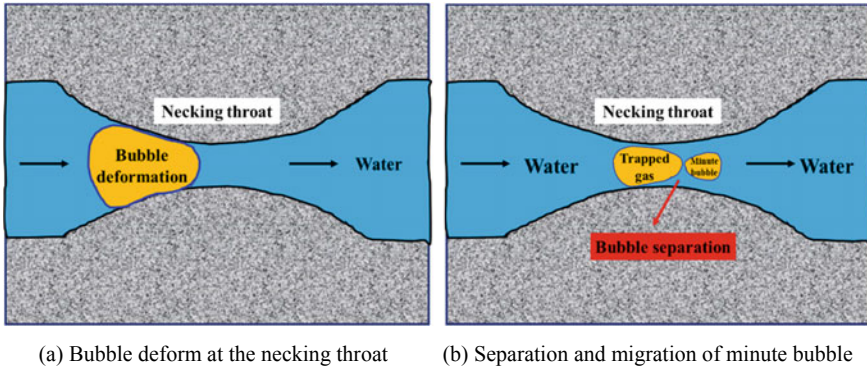 Necking throat
Bubble
deformation
Water
Necking throat
Water
Trapped
gas
Minute
bubble
Water
Bubble separation
(a) Bubble deform at the necking throat
(b) Separation and migration of minute bubble